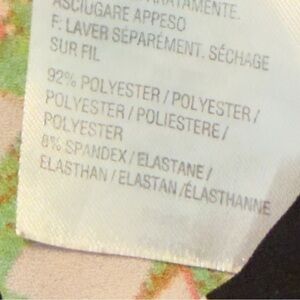 RATAMENTE.
ASCIUGARE APPESO
F: LAVER SÉPARÉMENT. SÉCHAGE
SUR FIL
92% POLYESTER / POLYESTER /
POLYESTER / POLIESTERE /
POLYESTER
8% SPANDEX / ELASTANE /
ELASTHAN / ELASTAN /ÉLASTHANNE